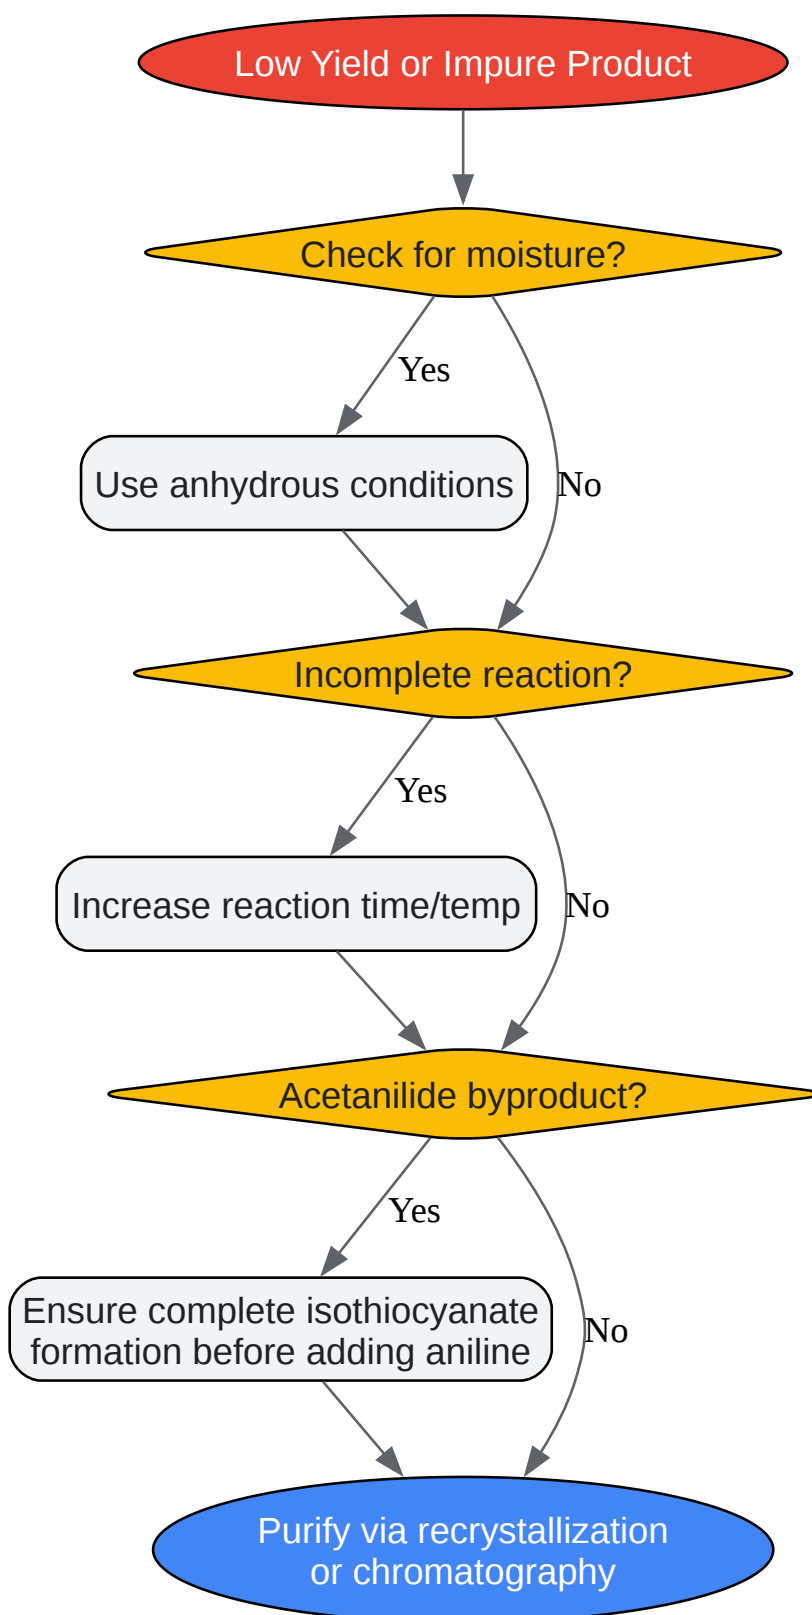 Low Yield or Impure Product
Check for moisture?
Yes
Use anhydrous conditions
No
Incomplete reaction?
Yes
Increase reaction time/temp
No
Acetanilide byproduct?
Yes
Ensure complete isothiocyanate
formation before adding aniline
No
Purify via recrystallization
or chromatography